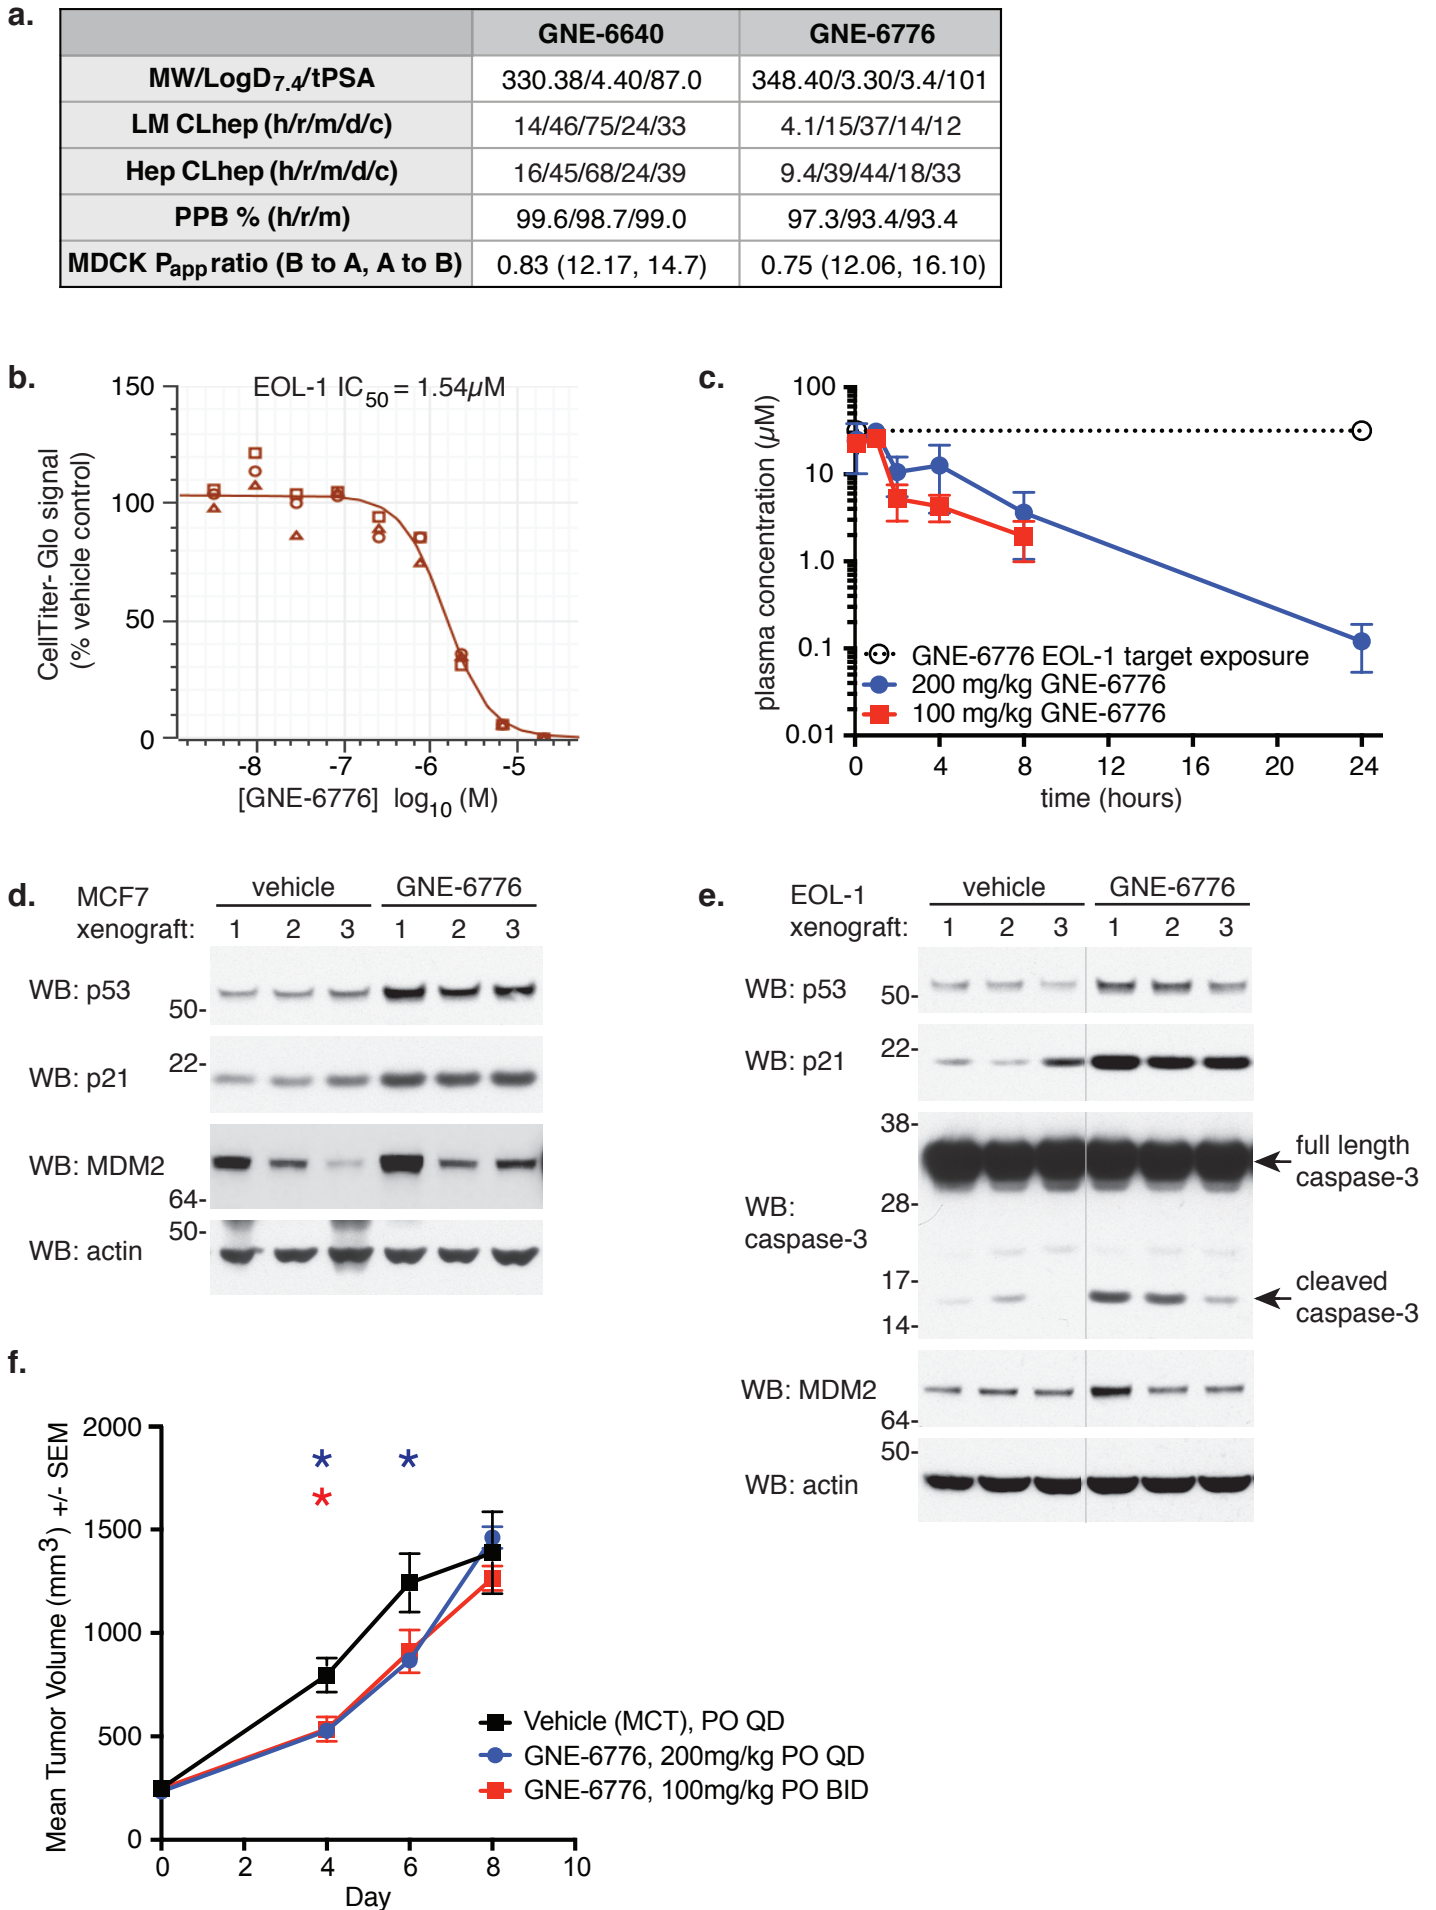 a.
GNE-6640 GNE-6776
MW/LogD7.4/tPSA 330.38/4.40/87.0 348.40/3.30/3.4/101
LM CLhep (h/r/m/d/c) 14/46/75/24/33 4.1/15/37/14/12
Hep CLhep (h/r/m/d/c) 16/45/68/24/39 9.4/39/44/18/33
PPB % (h/r/m) 99.6/98.7/99.0 97.3/93.4/93.4
MDCK Papp ratio (B to A, A to B) 0.83 (12.17, 14.7) 0.75 (12.06, 16.10)
b.
EOL-1 IC50 = 1.54µM
CellTiter- Glo signal
(% vehicle control)
150
100
50
0
-8 -7 -6 -5
[GNE-6776] log10 (M)
c.
plasma concentration (µM)
100
10
1.0
0.1
0.01
GNE-6776 EOL-1 target exposure
200 mg/kg GNE-6776
100 mg/kg GNE-6776
0 4 8 12 16 20 24
time (hours)
d.
MCF7
xenograft:
vehicle GNE-6776
1 2 3 1 2 3
WB: p53
50-
WB: p21
22-
WB: MDM2
64-
WB: actin
50-
e.
EOL-1
xenograft:
vehicle GNE-6776
1 2 3 1 2 3
WB: p53
50-
WB: p21
22-
WB:
caspase-3
38-
28-
17-
14-
full length
caspase-3
cleaved
caspase-3
WB: MDM2
64-
WB: actin
50-
f.
Mean Tumor Volume (mm3) +/- SEM
2000
1500
1000
500
0
* *
*
Vehicle (MCT), PO QD
GNE-6776, 200mg/kg PO QD
GNE-6776, 100mg/kg PO BID
0 2 4 6 8 10
Day